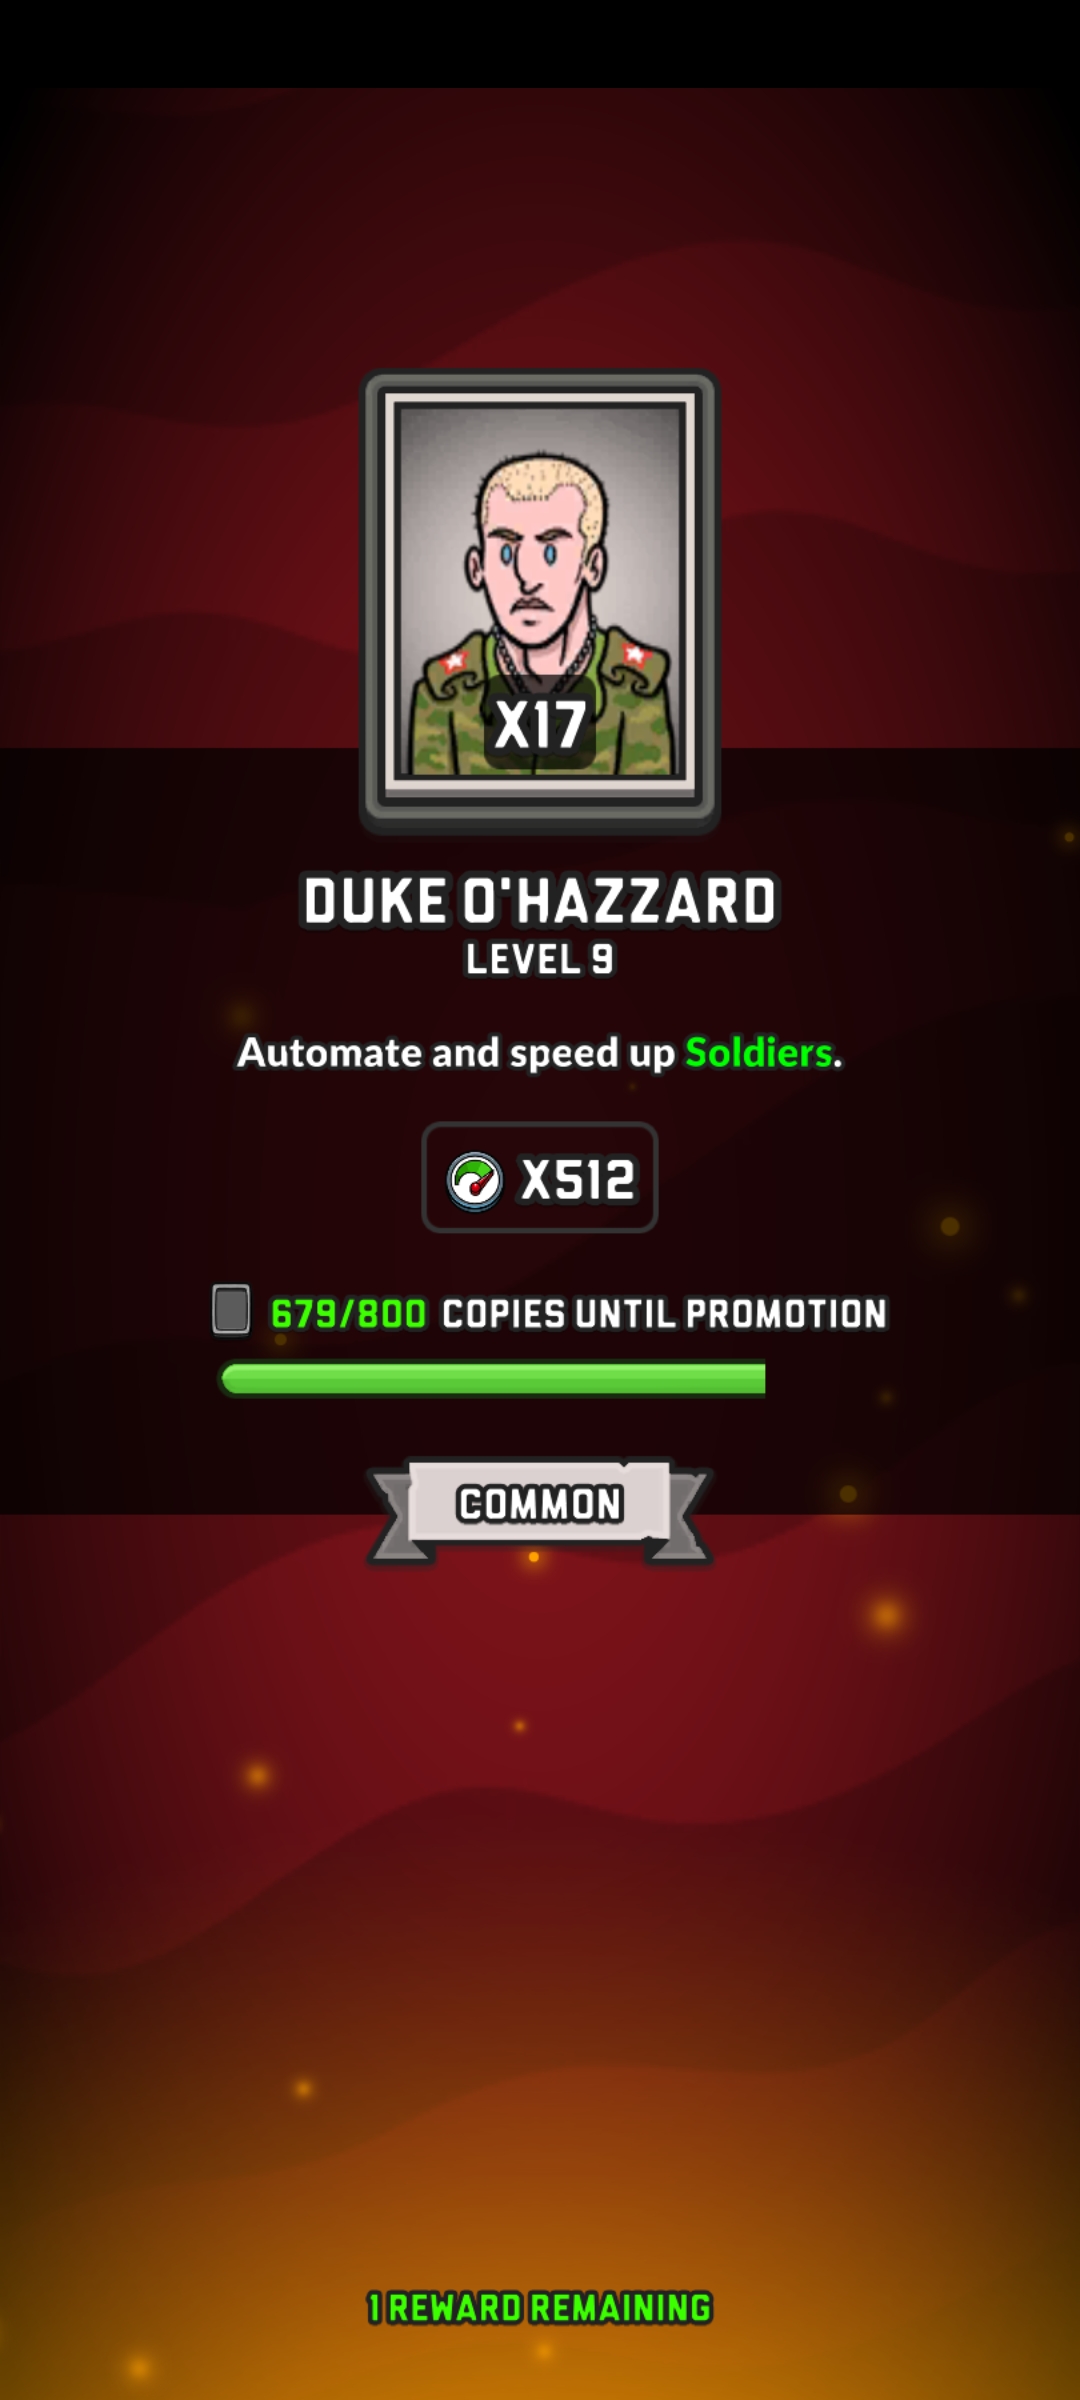 X17
DUKE O'HAZZARD
LEVEL 9
Automate and speed up Soldiers.
X512
679/800 COPIES UNTIL PROMOTION
COMMON
1 REWARD REMAINING